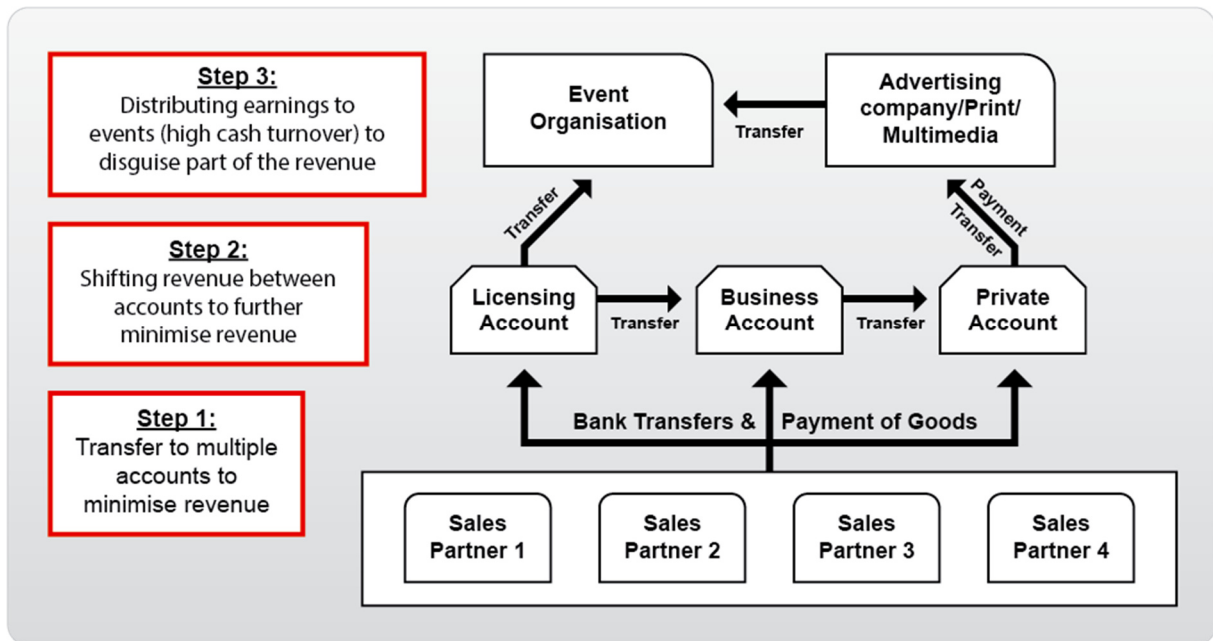 Step 3:
Distributing earnings to
events (high cash turnover) to
disguise part of the revenue
Step 2:
Shifting revenue between
accounts to further
minimise revenue
Step 1:
Transfer to multiple
accounts to
minimise revenue
Event
Organisation
Transfer
Advertising
company/Print/
Multimedia
Transfer
Payment
Transfer
Licensing
Account
Transfer
Business
Account
Transfer
Private
Account
Bank Transfers & Payment of Goods
Sales
Partner 1
Sales
Partner 2
Sales
Partner 3
Sales
Partner 4